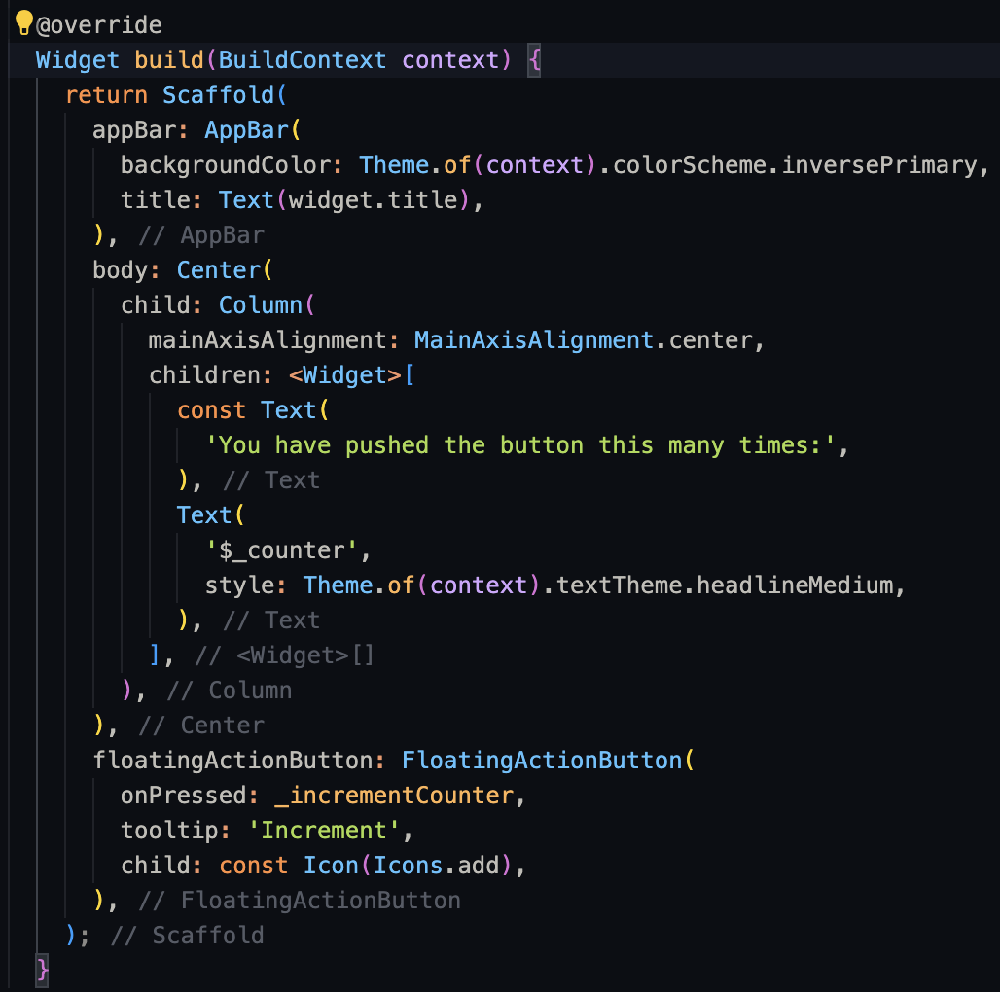 @override
Widget build(BuildContext context) {
  return Scaffold(
    appBar: AppBar(
      backgroundColor: Theme.of(context).colorScheme.inversePrimary,
      title: Text(widget.title),
    ), // AppBar
    body: Center(
      child: Column(
        mainAxisAlignment: MainAxisAlignment.center,
        children: <Widget>[
          const Text(
            'You have pushed the button this many times:',
          ), // Text
          Text(
            '$_counter',
            style: Theme.of(context).textTheme.headlineMedium,
          ), // Text
        ], // <Widget>[]
      ), // Column
    ), // Center
    floatingActionButton: FloatingActionButton(
      onPressed: _incrementCounter,
      tooltip: 'Increment',
      child: const Icon(Icons.add),
    ), // FloatingActionButton
  ); // Scaffold
}